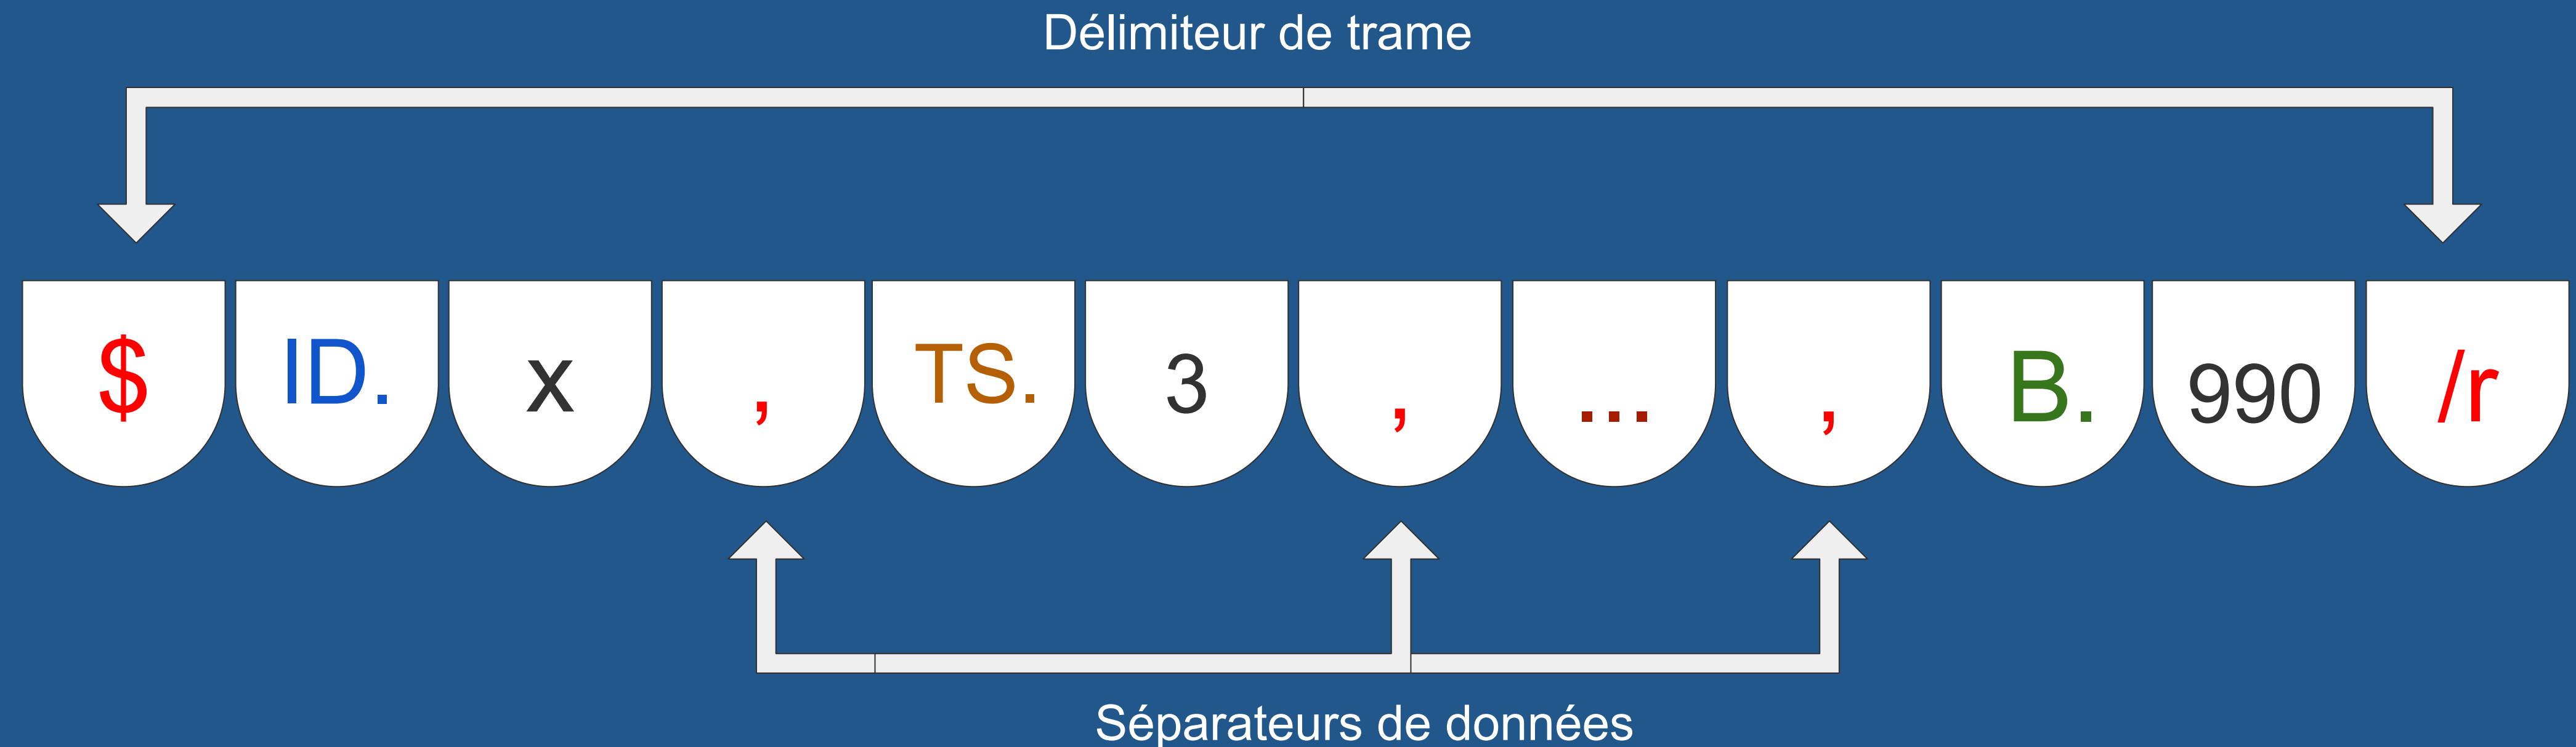 Délimiteur de trame
$ ID. x , TS. 3 , ... , B. 990 /r
Séparateurs de données